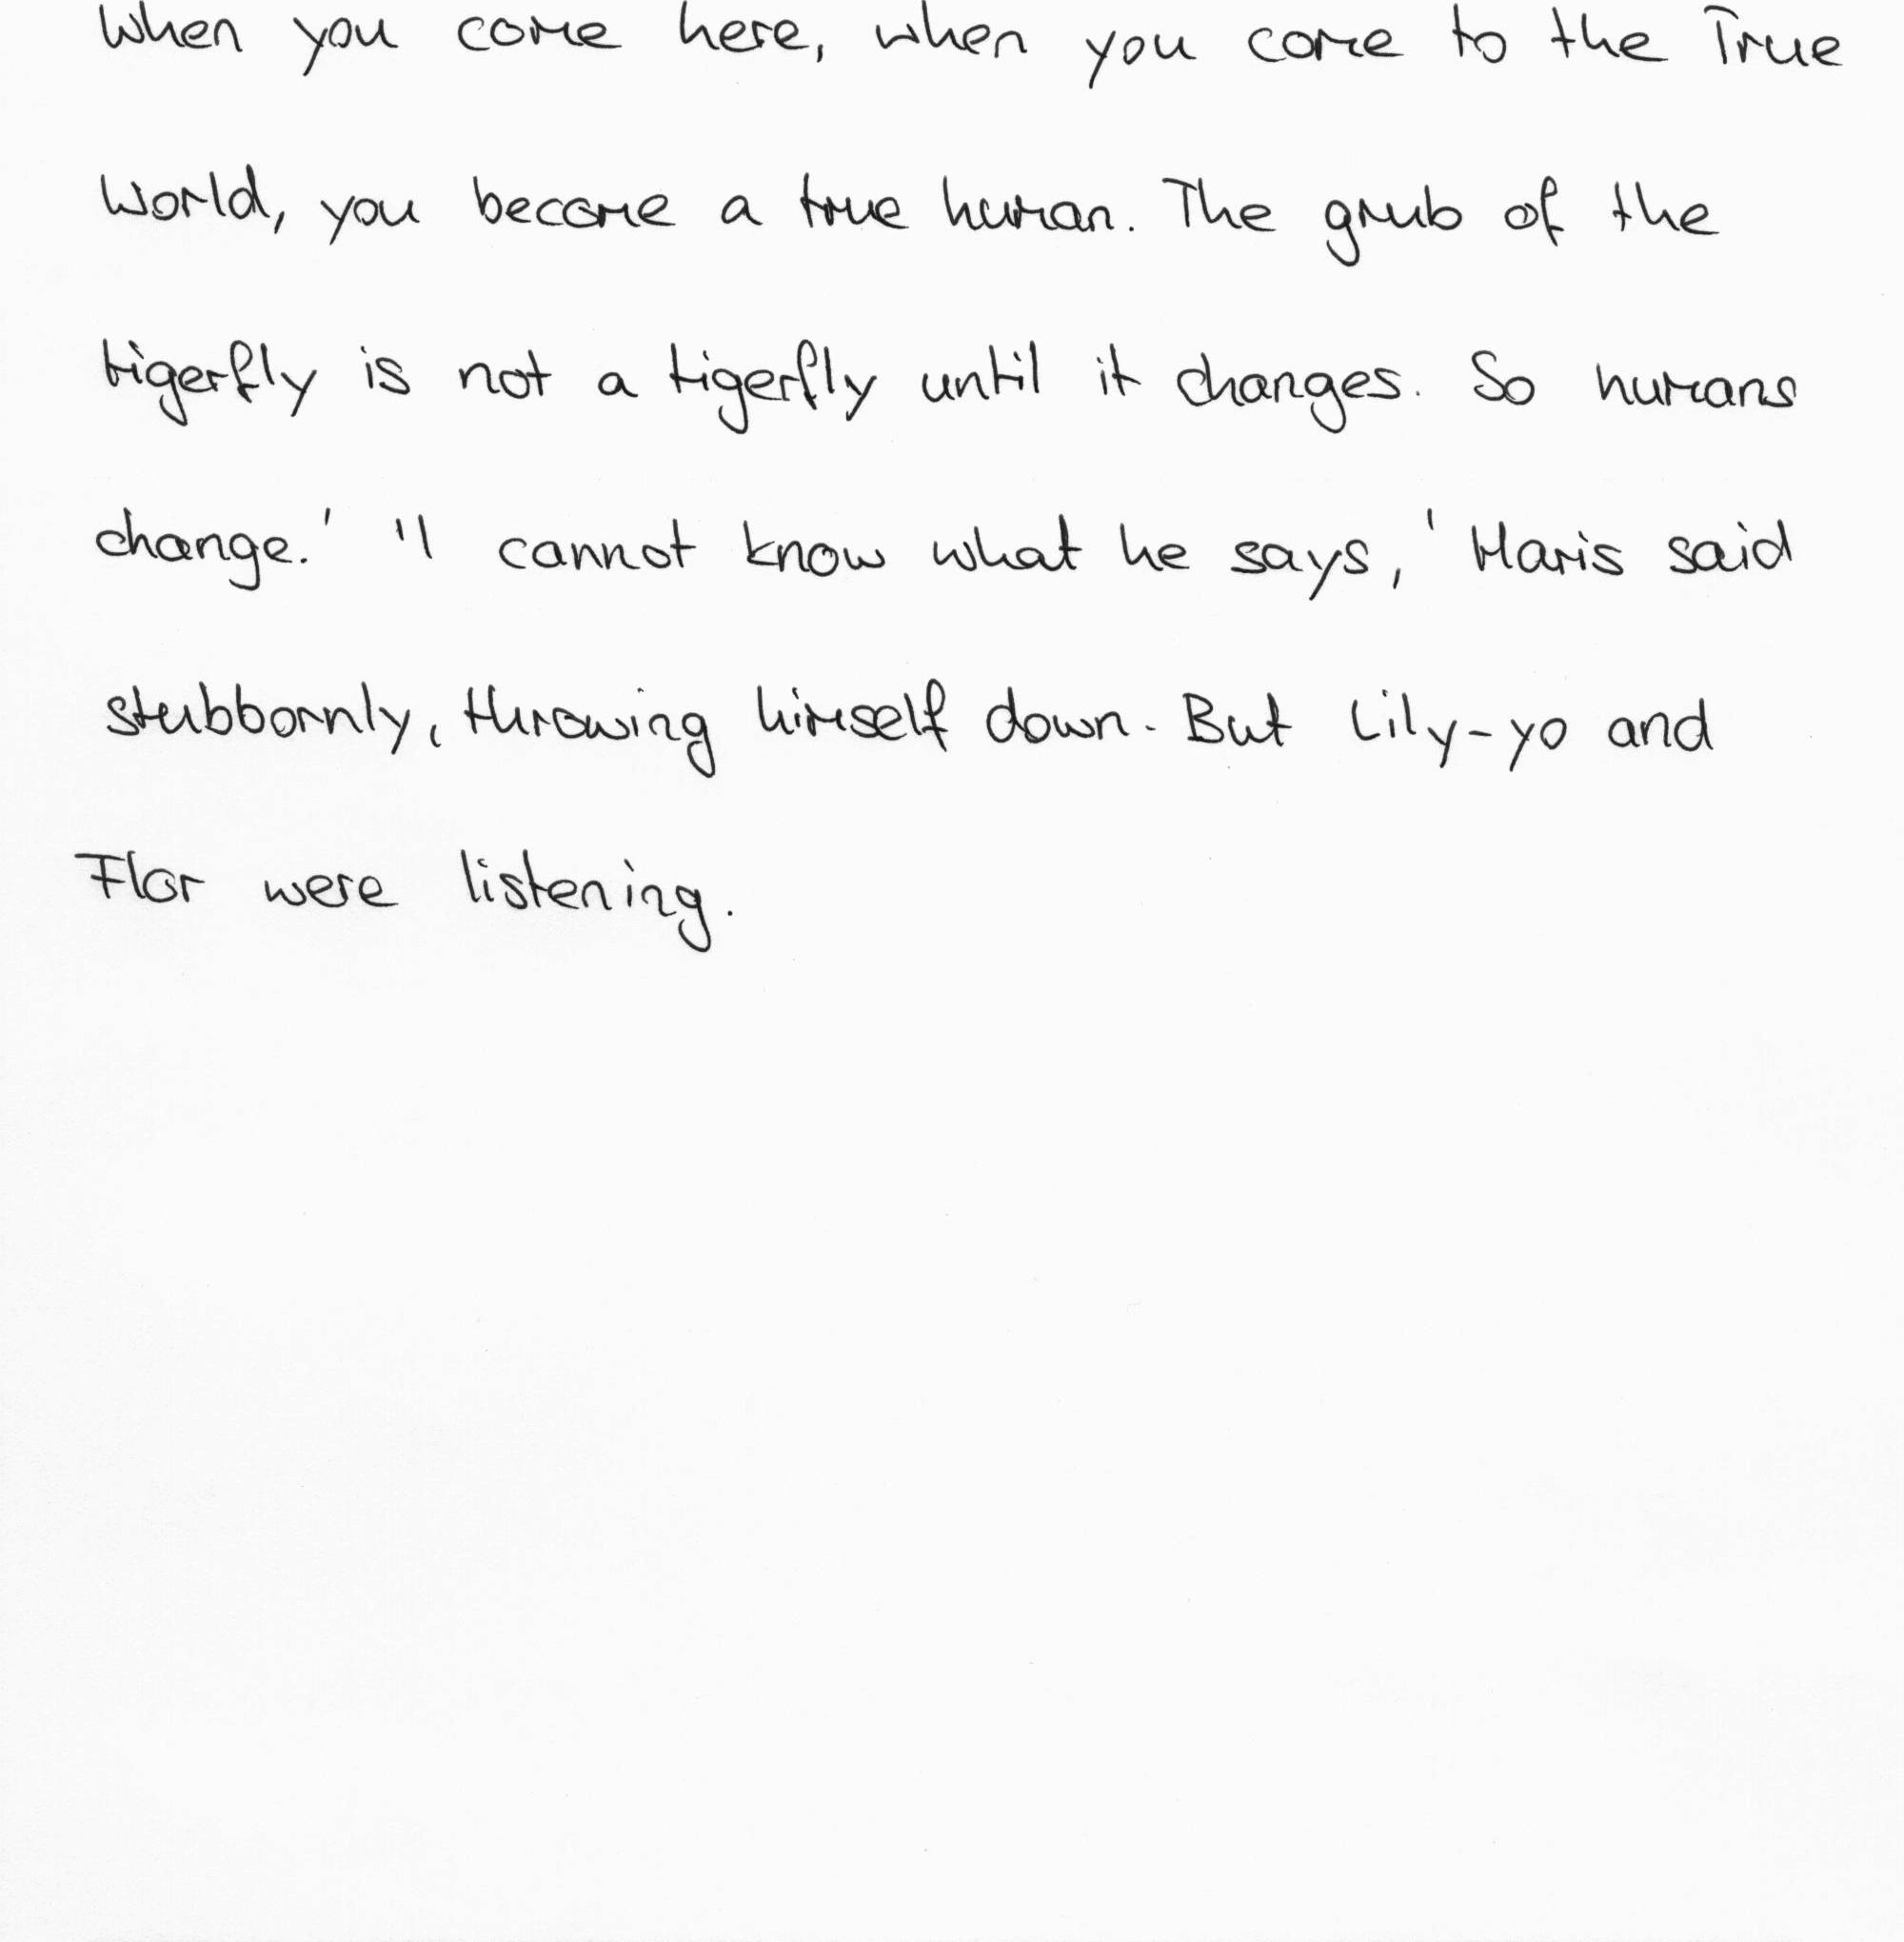 When you come here, when you come to the True
World, you become a true human. The grub of the
tigerfly is not a tigerfly until it changes. So humans
change.' 'I cannot know what he says,' Haris said
stubbornly, throwing himself down. But Lily-yo and
Flor were listening.